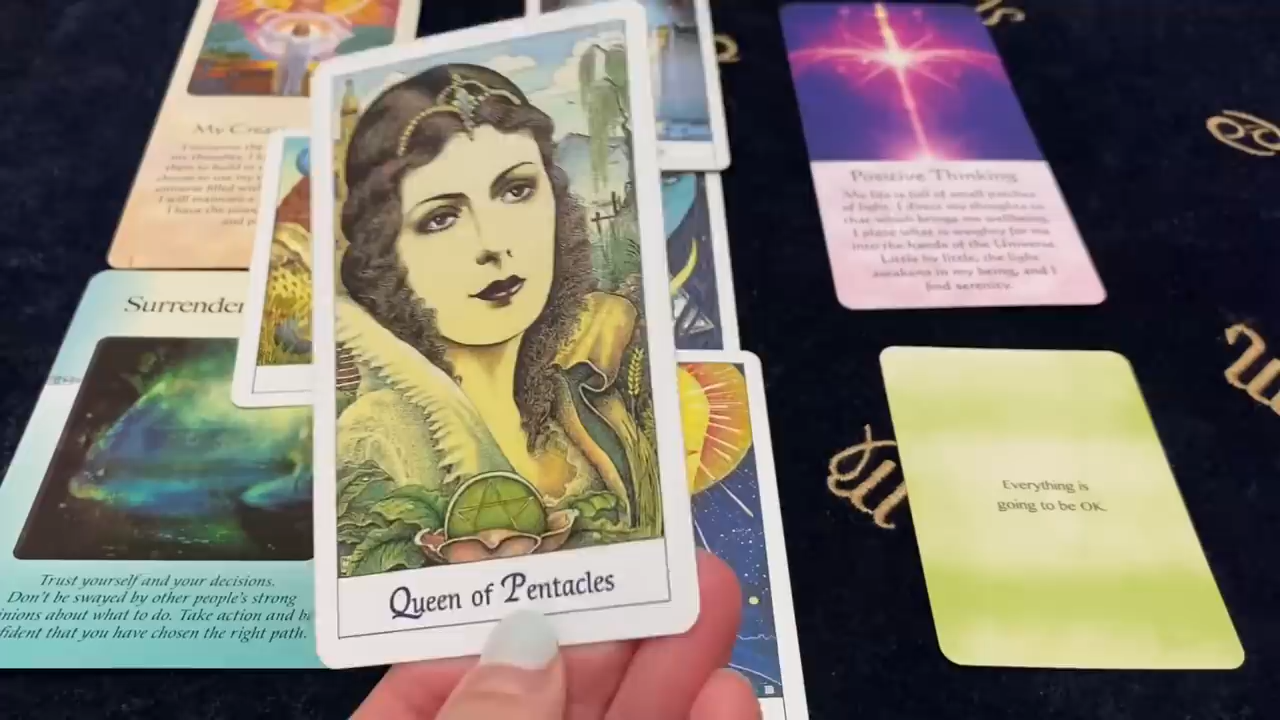 My Crea
Surrender
Trust yourself and your decisions.
Don't be swayed by other people's strong
inions about what to do. Take action and b
fident that you have chosen the right path.
Queen of Pentacles
Positive Thinking
My life is full of small
of light. I direct my thoughts
that which brings me wellbeing.
I place what is weighty for me
into the hands of the Universe.
Little by little, the light
awakens in my being, and I
find serenity.
Everything is
going to be OK.